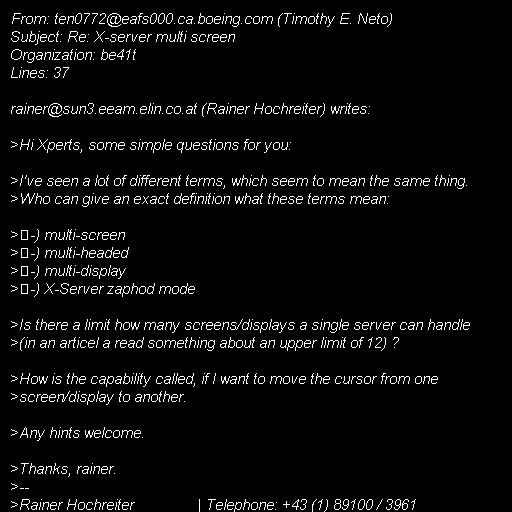 From: ten0772@eafs000.ca.boeing.com (Timothy E. Neto)
Subject: Re: X-server multi screen
Organization: be41t
Lines: 37

rainer@sun3.eeam.elin.co.at (Rainer Hochreiter) writes:

>Hi Xperts, some simple questions for you:

>I've seen a lot of different terms, which seem to mean the same thing.
>Who can give an exact definition what these terms mean:

>▯-) multi-screen
>▯-) multi-headed
>▯-) multi-display
>▯-) X-Server zaphod mode

>Is there a limit how many screens/displays a single server can handle
>(in an articel a read something about an upper limit of 12) ?

>How is the capability called, if I want to move the cursor from one
>screen/display to another.

>Any hints welcome.

>Thanks, rainer.
>--
>Rainer Hochreiter | Telephone: +43 (1) 89100 / 3961